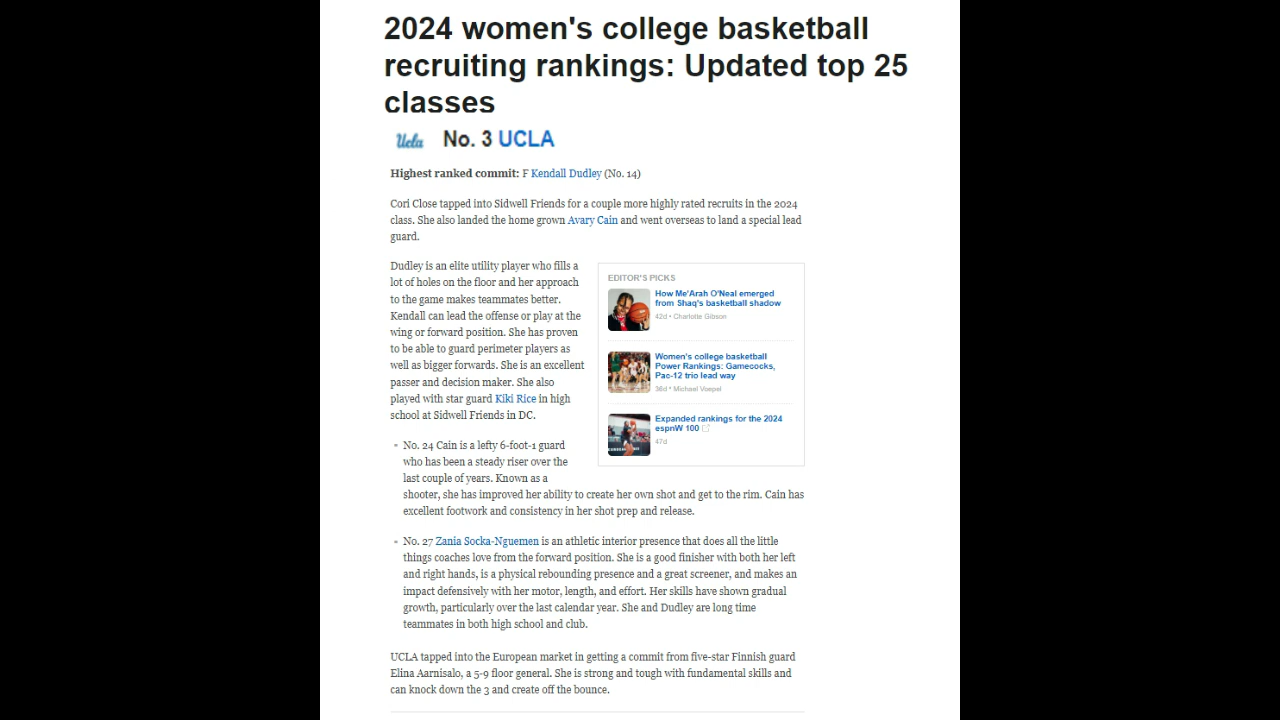 2024 women's college basketball
recruiting rankings: Updated top 25
classes
Ucla No. 3 UCLA
Highest ranked commit: F Kendall Dudley (No. 14)
Cori Close tapped into Sidwell Friends for a couple more highly rated recruits in the 2024
class. She also landed the home grown Avary Cain and went overseas to land a special lead
guard.
Dudley is an elite utility player who fills a
lot of holes on the floor and her approach
to the game makes teammates better.
Kendall can lead the offense or play at the
wing or forward position. She has proven
to be able to guard perimeter players as
well as bigger forwards. She is an excellent
passer and decision maker. She also
played with star guard Kiki Rice in high
school at Sidwell Friends in DC.
EDITOR'S PICKS
How Me'Arah O'Neal emerged
from Shaq's basketball shadow
42d • Charlotte Gibson
Women's college basketball
Power Rankings: Gamecocks,
Pac-12 trio lead way
38d • Michael Voepel
Expanded rankings for the 2024
espnW 100
47d
• No. 24 Cain is a lefty 6-foot-1 guard
who has been a steady riser over the
last couple of years. Known as a
shooter, she has improved her ability to create her own shot and get to the rim. Cain has
excellent footwork and consistency in her shot prep and release.
• No. 27 Zania Socka-Nguemen is an athletic interior presence that does all the little
things coaches love from the forward position. She is a good finisher with both her left
and right hands, is a physical rebounding presence and a great screener, and makes an
impact defensively with her motor, length, and effort. Her skills have shown gradual
growth, particularly over the last calendar year. She and Dudley are long time
teammates in both high school and club.
UCLA tapped into the European market in getting a commit from five-star Finnish guard
Elina Aarnisalo, a 5-9 floor general. She is strong and tough with fundamental skills and
can knock down the 3 and create off the bounce.